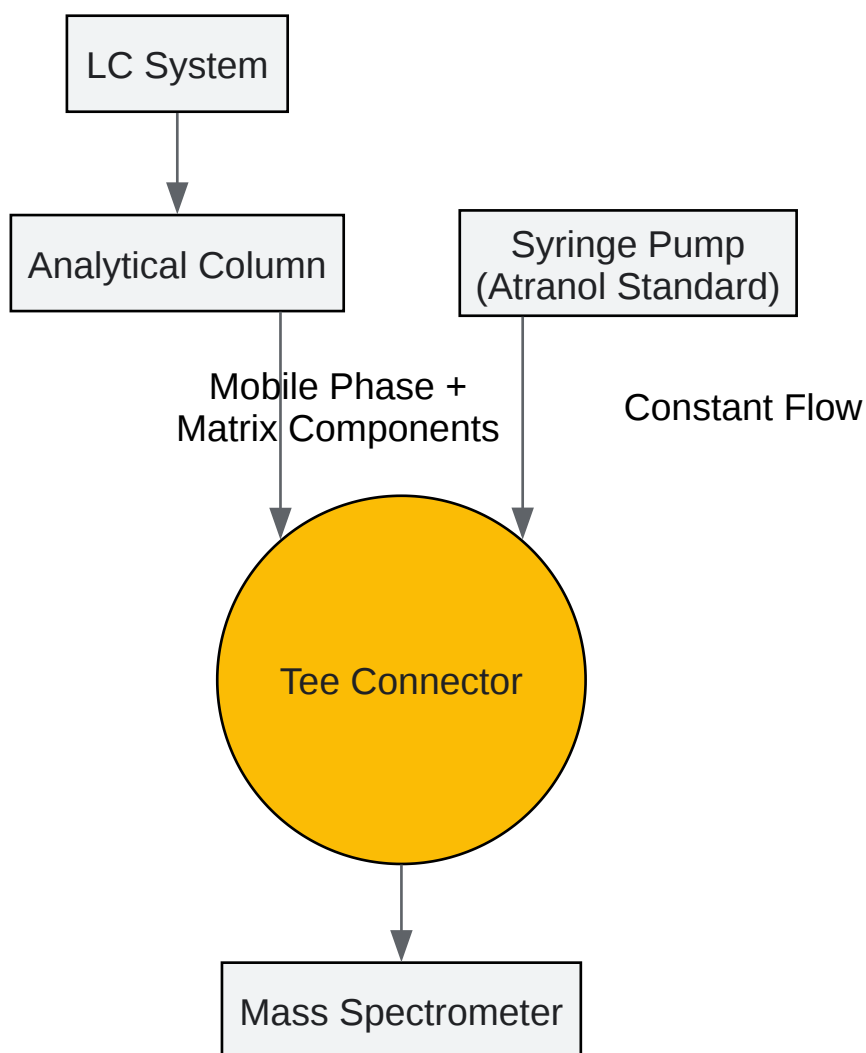 LC System
Analytical Column
Syringe Pump
(Atranol Standard)
Mobile Phase +
Matrix Components
Constant Flow
Tee Connector
Mass Spectrometer